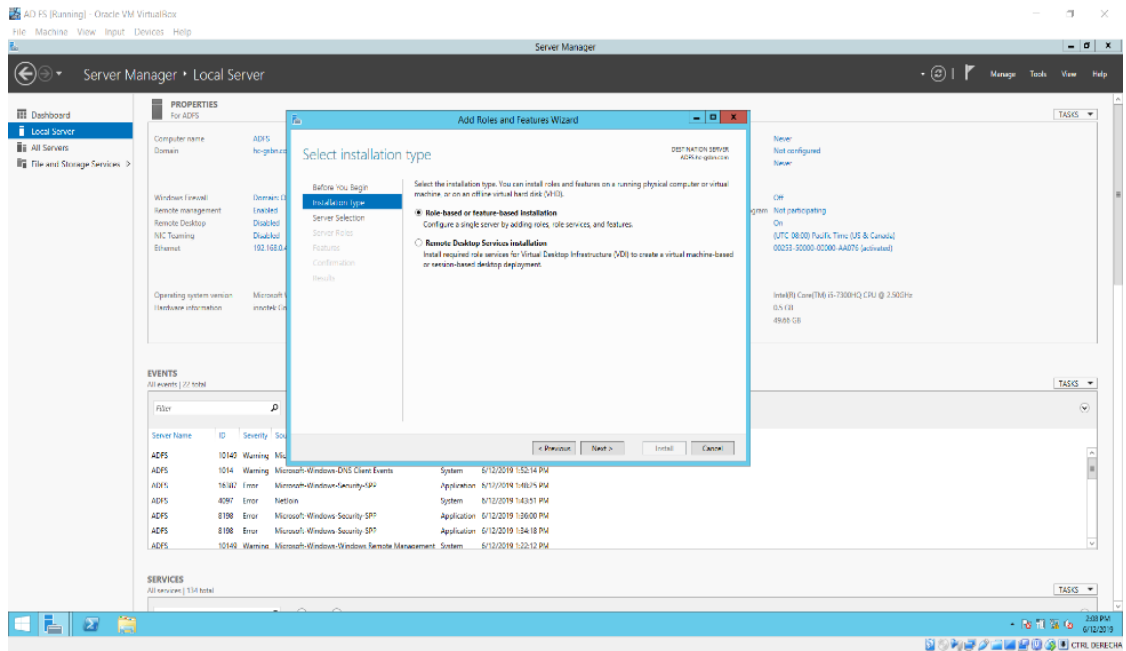 AD FS [Running] - Oracle VM VirtualBox
File Machine View Input Devices Help
Server Manager
Server Manager • Local Server
Manage Tools View Help
Dashboard
Local Server
All Servers
File and Storage Services >
PROPERTIES
For ADFS
TASKS
Computer name ADFS
Domain
Never
Not configured
Never
Windows Firewall
Remote management Enabled
Remote Desktop Disabled
NIC Teaming Disabled
Ethernet
Off
Not participating
On
(UTC-08:00) Pacific Time (US & Canada)
(activated)
Operating system version
Hardware information
Intel(R) Core(TM) i5-7300HQ CPU @ 2.50GHz
0.5 GB
49.66 GB
Add Roles and Features Wizard
Select installation type
DESTINATION SERVER
Before You Begin
Installation Type
Server Selection
Server Roles
Features
Confirmation
Results
Select the installation type. You can install roles and features on a running physical computer or virtual
machine, or on an offline virtual hard disk (VHD).
Role-based or feature-based installation
Configure a single server by adding roles, role services, and features.
Remote Desktop Services installation
Install required role services for Virtual Desktop Infrastructure (VDI) to create a virtual machine-based
or session-based desktop deployment.
< Previous Next > Install Cancel
EVENTS
All events | 22 total
TASKS
Filter
Server Name ID Severity
ADFS 10149 Warning
ADFS 1014 Warning Microsoft-Windows-DNS Client Events System 6/12/2019 1:52:14 PM
ADFS Error Microsoft-Windows-Security-SPP Application 6/12/2019 1:48:25 PM
ADFS 4097 Error NetJoin System 6/12/2019 1:43:51 PM
ADFS 8198 Error Microsoft-Windows-Security-SPP Application 6/12/2019 1:36:00 PM
ADFS 8198 Error Microsoft-Windows-Security-SPP Application 6/12/2019 1:34:18 PM
ADFS 10149 Warning Microsoft-Windows-Windows Remote Management System 6/12/2019 1:22:12 PM
SERVICES
All services | 134 total
TASKS
2:08 PM
6/12/2019
CTRL DERECHA